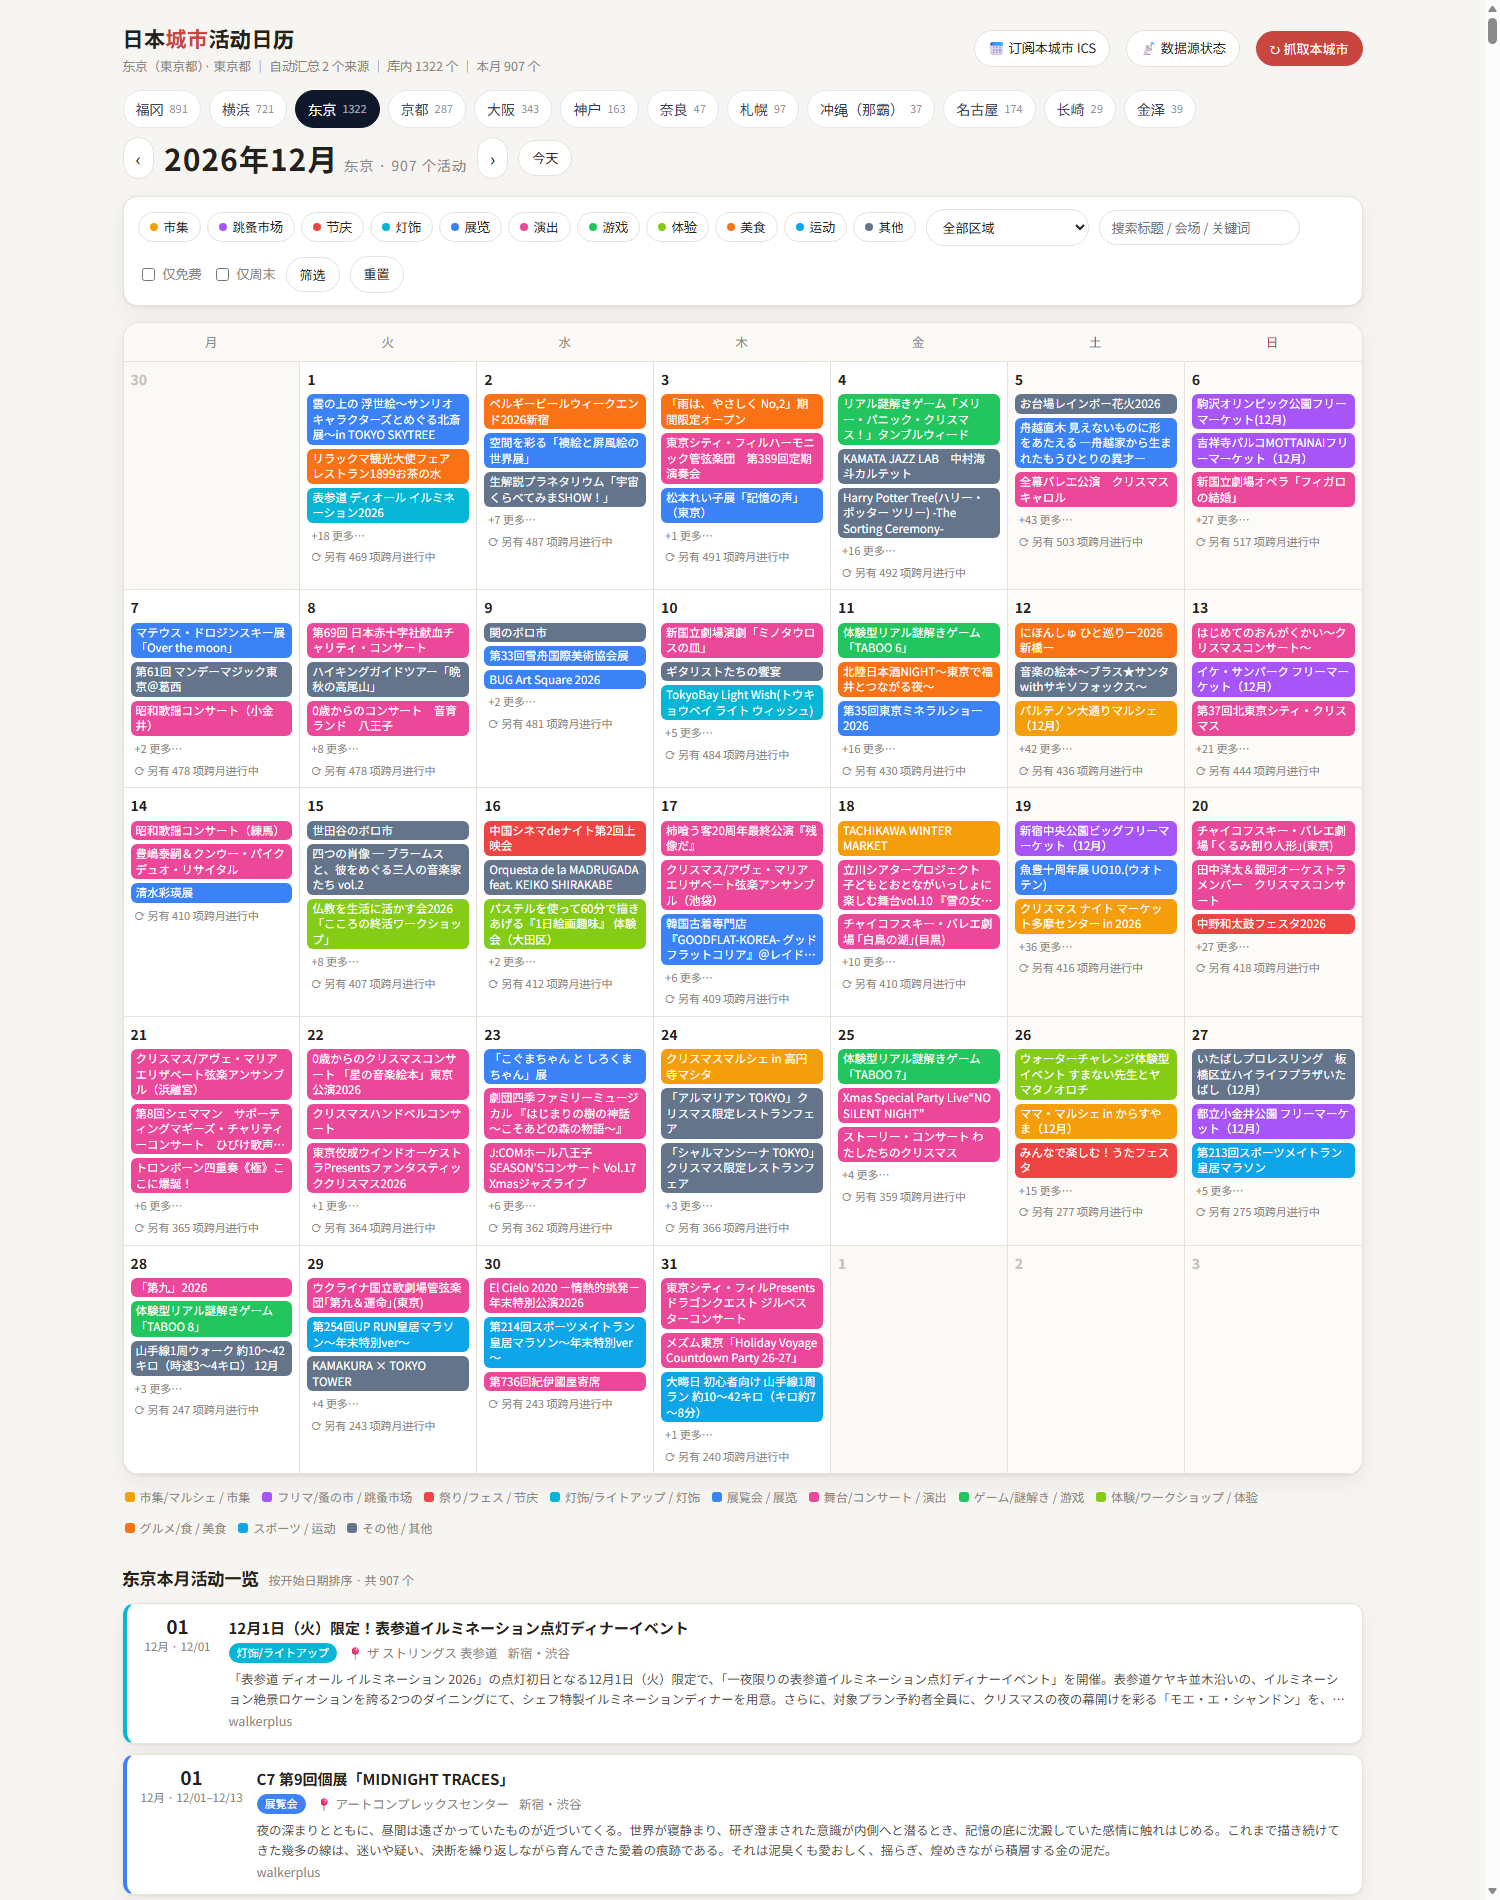 日本城市活动日历
东京（東京都）· 東京都 ｜ 自动汇总 2 个来源 ｜ 库内 1322 个 ｜ 本月 907 个
订阅本城市 ICS
数据源状态
↻ 抓取本城市
福冈 891
横浜 721
东京 1322
京都 287
大阪 343
神户 163
奈良 47
札幌 97
冲绳（那霸） 37
名古屋 174
长崎 29
金泽 39
‹
2026年12月 东京 · 907 个活动
›
今天
市集
跳蚤市场
节庆
灯饰
展览
演出
游戏
体验
美食
运动
其他
全部区域
搜索标题 / 会场 / 关键词
仅免费
仅周末
筛选
重置
月 火 水 木 金 土 日
30
1
雲の上の 浮世絵～サンリオ
キャラクターズとめぐる北斎
展～in TOKYO SKYTREE
リラックマ観光大使フェア
レストラン1899お茶の水
表参道 ディオール イルミネ
ーション2026
+18 更多…
⟳ 另有 469 项跨月进行中
2
ベルギービールウィークエン
ド2026新宿
空間を彩る「襖絵と屏風絵の
世界展」
生解説プラネタリウム「宇宙
くらべてみまSHOW！」
+7 更多…
⟳ 另有 487 项跨月进行中
3
「雨は、やさしく No,2」期
間限定オープン
東京シティ・フィルハーモニ
ック管弦楽団　第389回定期
演奏会
松本れい子展「記憶の声」
（東京）
+1 更多…
⟳ 另有 491 项跨月进行中
4
リアル謎解きゲーム「メリ
ー・パニック・クリスマ
ス！」タンブルウィード
KAMATA JAZZ LAB　中村海
斗カルテット
Harry Potter Tree(ハリー・
ポッター ツリー) -The
Sorting Ceremony-
+16 更多…
⟳ 另有 492 项跨月进行中
5
お台場レインボー花火2026
舟越直木 見えないものに形
をあたえる ―舟越家から生ま
れたもうひとりの異才―
全幕バレエ公演　クリスマス
キャロル
+43 更多…
⟳ 另有 503 项跨月进行中
6
駒沢オリンピック公園フリー
マーケット(12月)
吉祥寺パルコMOTTAINAIフリ
ーマーケット（12月）
新国立劇場オペラ「フィガロ
の結婚」
+27 更多…
⟳ 另有 517 项跨月进行中
7
マテウス・ドロジンスキー展
「Over the moon」
第61回 マンデーマジック東
京@葛西
昭和歌謡コンサート（小金
井）
+2 更多…
⟳ 另有 478 项跨月进行中
8
第69回 日本赤十字社献血チ
ャリティ・コンサート
ハイキングガイドツアー「晩
秋の高尾山」
0歳からのコンサート　音育
ランド　八王子
+8 更多…
⟳ 另有 478 项跨月进行中
9
関のボロ市
第33回雪舟国際美術協会展
BUG Art Square 2026
+2 更多…
⟳ 另有 481 项跨月进行中
10
新国立劇場演劇「ミノタウロ
スの皿」
ギタリストたちの饗宴
TokyoBay Light Wish(トウキ
ョウベイ ライト ウィッシュ)
+5 更多…
⟳ 另有 484 项跨月进行中
11
体験型リアル謎解きゲーム
「TABOO 6」
北陸日本酒NIGHT～東京で福
井とつながる夜～
第35回東京ミネラルショー
2026
+16 更多…
⟳ 另有 430 项跨月进行中
12
にほんしゅ ひと巡りー2026
新橋ー
音楽の絵本～ブラス★サンタ
withサキソフォックス～
パルテノン大通りマルシェ
（12月）
+42 更多…
⟳ 另有 436 项跨月进行中
13
はじめてのおんがくかい～ク
リスマスコンサート～
イケ・サンパーク フリーマー
ケット（12月）
第37回北東京シティ・クリス
マス
+21 更多…
⟳ 另有 444 项跨月进行中
14
昭和歌謡コンサート（練馬）
豊嶋泰嗣＆クンウー・パイク
デュオ・リサイタル
清水彩瑛展
⟳ 另有 410 项跨月进行中
15
世田谷のボロ市
四つの肖像 ― ブラームス
と、彼をめぐる三人の音楽家
たち vol.2
仏教を生活に活かす会2026
「こころの終活ワークショッ
プ」
+8 更多…
⟳ 另有 407 项跨月进行中
16
中国シネマdeナイト第2回上
映会
Orquesta de la MADRUGADA
feat. KEIKO SHIRAKABE
パステルを使って60分で描き
あげる『1日絵画趣味』 体験
会（大田区）
+2 更多…
⟳ 另有 412 项跨月进行中
17
柿喰う客20周年最終公演『残
像だ』
クリスマス/アヴェ・マリア
エリザベート弦楽アンサンブ
ル（池袋）
韓国古着専門店
『GOODFLAT-KOREA- グッド
フラットコリア』＠レイド…
+6 更多…
⟳ 另有 409 项跨月进行中
18
TACHIKAWA WINTER
MARKET
立川シアタープロジェクト
子どもとおとながいっしょに
楽しむ舞台vol.10 『雪の女…
チャイコフスキー・バレエ劇
場「白鳥の湖」(目黒)
+10 更多…
⟳ 另有 410 项跨月进行中
19
新宿中央公園ビッグフリーマ
ーケット（12月）
魚豊十周年展 UO10.(ウオト
テン)
クリスマス ナイト マーケッ
ト多摩センター in 2026
+36 更多…
⟳ 另有 416 项跨月进行中
20
チャイコフスキー・バレエ劇
場「くるみ割り人形」(東京)
田中洋太＆銀河オーケストラ
メンバー　クリスマスコンサ
ート
中野和太鼓フェスタ2026
+27 更多…
⟳ 另有 418 项跨月进行中
21
クリスマス/アヴェ・マリア
エリザベート弦楽アンサンブ
ル（浜離宮）
第8回シェママン　サポーテ
ィングマギーズ・チャリティ
ーコンサート　ひびけ歌声…
トロンボーン四重奏《極》こ
こに爆誕！
+6 更多…
⟳ 另有 365 项跨月进行中
22
0歳からのクリスマスコンサ
ート 「星の音楽絵本」東京
公演2026
クリスマスハンドベルコンサ
ート
東京佼成ウインドオーケスト
ラPresentsファンタスティッ
ククリスマス2026
+1 更多…
⟳ 另有 364 项跨月进行中
23
「こぐまちゃん と しろくま
ちゃん」展
劇団四季ファミリーミュージ
カル 『はじまりの樹の神話
～こそあどの森の物語～』
J:COMホール八王子
SEASON'Sコンサート Vol.17
Xmasジャズライブ
+6 更多…
⟳ 另有 362 项跨月进行中
24
クリスマスマルシェ in 高円
寺マシタ
「アルマリアン TOKYO」ク
リスマス限定レストランフェ
ア
「シャルマンシーナ TOKYO」
クリスマス限定レストランフ
ェア
+3 更多…
⟳ 另有 366 项跨月进行中
25
体験型リアル謎解きゲーム
「TABOO 7」
Xmas Special Party Live“NO
SILENT NIGHT”
ストーリー・コンサート わ
たしたちのクリスマス
+4 更多…
⟳ 另有 359 项跨月进行中
26
ウォーターチャレンジ体験型
イベント すまない先生とヤ
マタノオロチ
ママ・マルシェ in からすや
ま（12月）
みんなで楽しむ！うたフェス
タ
+15 更多…
⟳ 另有 277 项跨月进行中
27
いたばしプロレスリング　板
橋区立ハイライフプラザいた
ばし（12月）
都立小金井公園 フリーマーケ
ット（12月）
第213回スポーツメイトラン
皇居マラソン
+5 更多…
⟳ 另有 275 项跨月进行中
28
「第九」2026
体験型リアル謎解きゲーム
「TABOO 8」
山手線1周ウォーク 約10～42
キロ（時速3～4キロ） 12月
+3 更多…
⟳ 另有 247 项跨月进行中
29
ウクライナ国立歌劇場管弦楽
団「第九＆運命」(東京)
第254回UP RUN皇居マラソ
ン～年末特別ver～
KAMAKURA × TOKYO
TOWER
+4 更多…
⟳ 另有 243 项跨月进行中
30
El Cielo 2020 ―情熱的挑発―
年末特別公演2026
第214回スポーツメイトラン
皇居マラソン～年末特別ver
～
第736回紀伊國屋寄席
⟳ 另有 243 项跨月进行中
31
東京シティ・フィルPresents
ドラゴンクエスト ジルベス
ターコンサート
メズム東京「Holiday Voyage
Countdown Party 26-27」
大晦日 初心者向け 山手線1周
ラン 約10～42キロ（キロ約7
～8分）
+1 更多…
⟳ 另有 240 项跨月进行中
1
2
3
市集/マルシェ / 市集 フリマ/蚤の市 / 跳蚤市场 祭り/フェス / 节庆 灯饰/ライトアップ / 灯饰 展覧会 / 展览 舞台/コンサート / 演出 ゲーム/謎解き / 游戏 体験/ワークショップ / 体验
グルメ/食 / 美食 スポーツ / 运动 その他 / 其他
东京本月活动一览 按开始日期排序 · 共 907 个
01
12月 · 12/01
12月1日（火）限定！表参道イルミネーション点灯ディナーイベント
灯饰/ライトアップ ザ ストリングス 表参道 新宿・渋谷
「表参道 ディオール イルミネーション 2026」の点灯初日となる12月1日（火）限定で、「一夜限りの表参道イルミネーション点灯ディナーイベント」を開催。表参道ケヤキ並木沿いの、イルミネーシ
ョン絶景ロケーションを誇る2つのダイニングにて、シェフ特製イルミネーションディナーを用意。さらに、対象プラン予約者全員に、クリスマスの夜の幕開けを彩る「モエ・エ・シャンドン」を、…
walkerplus
01
12月 · 12/01–12/13
C7 第9回個展「MIDNIGHT TRACES」
展覧会 アートコンプレックスセンター 新宿・渋谷
夜の深まりとともに、昼間は遠ざかっていたものが近づいてくる。世界が寝静まり、研ぎ澄まされた意識が内側へと潜るとき、記憶の底に沈澱していた感情に触れはじめる。これまで描き続けて
きた幾多の線は、迷いや疑い、決断を繰り返しながら育んできた愛着の痕跡である。それは泥臭くも愛おしく、揺らぎ、煌めきながら積層する金の泥だ。
walkerplus